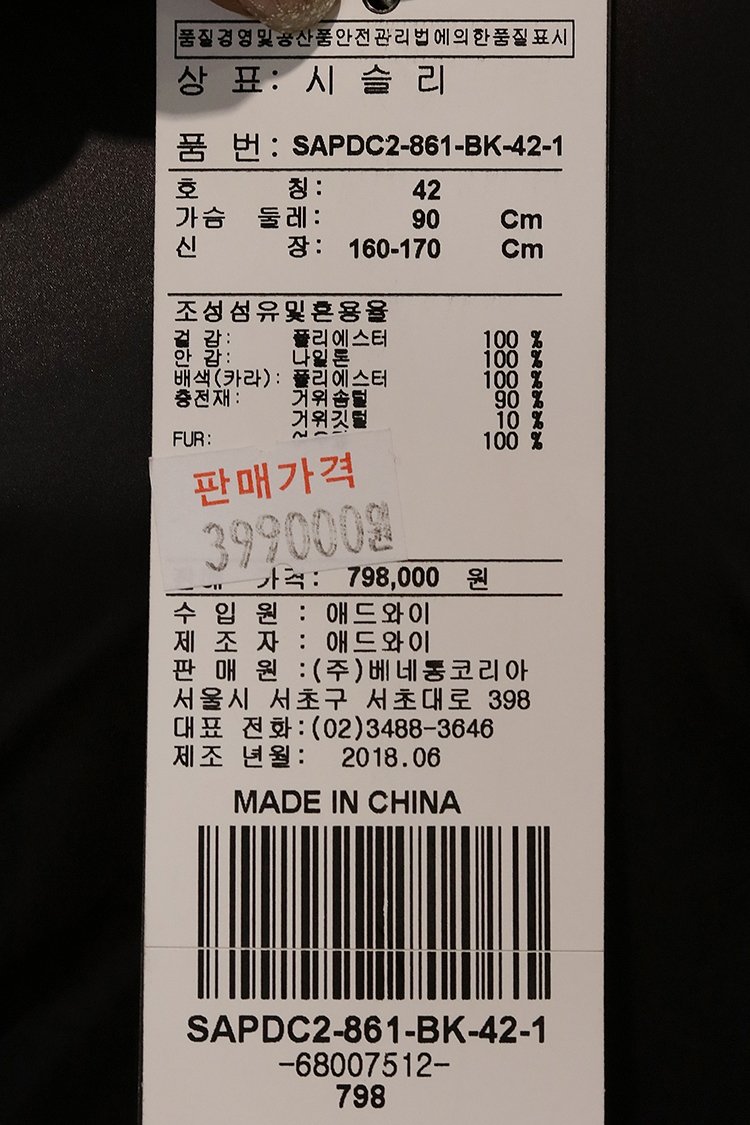 품질경영및공산품안전관리법에의한품질표시
상 표: 시 슬 리
품 번: SAPDC2-861-BK-42-1
호 칭: 42
가슴 둘레: 90 Cm
신 장: 160-170 Cm
조성섬유및혼용율
겉 감: 폴리에스터 100 %
안 감: 나일론 100 %
배색(카라): 폴리에스터 100 %
충전재: 거위솜털 90 %
거위깃털 10 %
FUR: 100 %
판매가격
399000원
가격: 798,000 원
수 입 원 : 애드와이
제 조 자 : 애드와이
판 매 원 :(주)베네통코리아
서울시 서초구 서초대로 398
대표 전화:(02)3488-3646
제조 년월: 2018.06
MADE IN CHINA
SAPDC2-861-BK-42-1
-68007512-
798